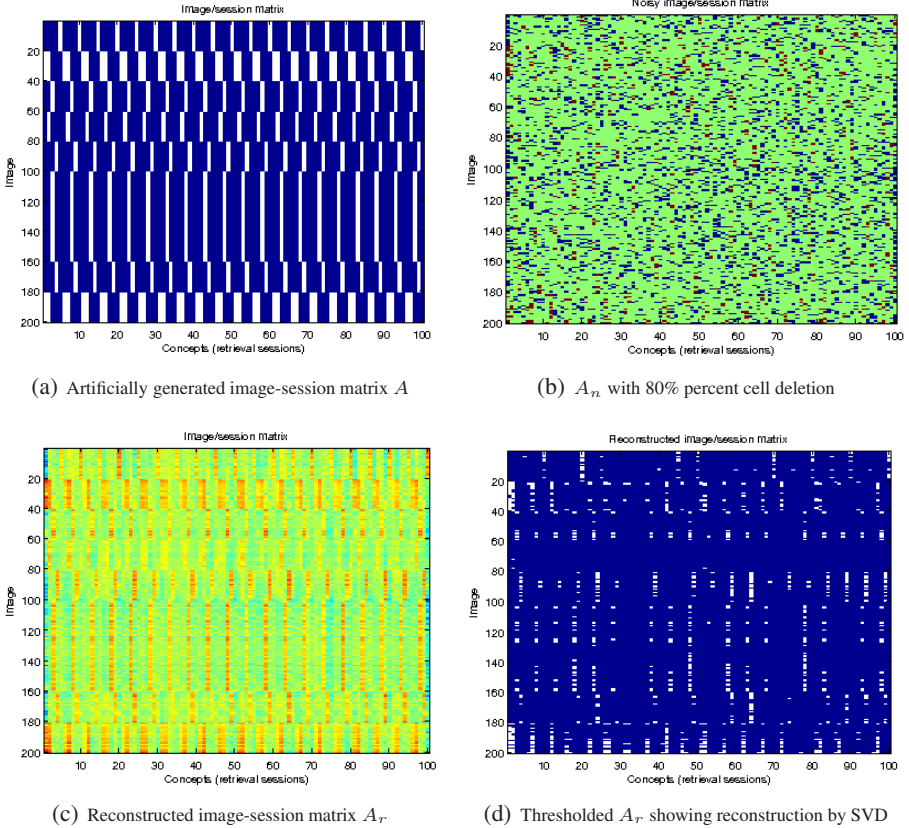 Image/session matrix
Image
20
40
60
80
100
120
140
160
180
200
10 20 30 40 50 60 70 80 90 100
Concepts (retrieval sessions)
(a) Artificially generated image-session matrix A
Noisy image/session matrix
Image
20
40
60
80
100
120
140
160
180
200
10 20 30 40 50 60 70 80 90 100
Concepts (retrieval sessions)
(b) Aₙ with 80% percent cell deletion
Image/session matrix
Image
20
40
60
80
100
120
140
160
180
200
10 20 30 40 50 60 70 80 90 100
Concepts (retrieval sessions)
(c) Reconstructed image-session matrix Aᵣ
Reconstructed image/session matrix
Image
20
40
60
80
100
120
140
160
180
200
10 20 30 40 50 60 70 80 90 100
Concepts (retrieval sessions)
(d) Thresholded Aᵣ showing reconstruction by SVD